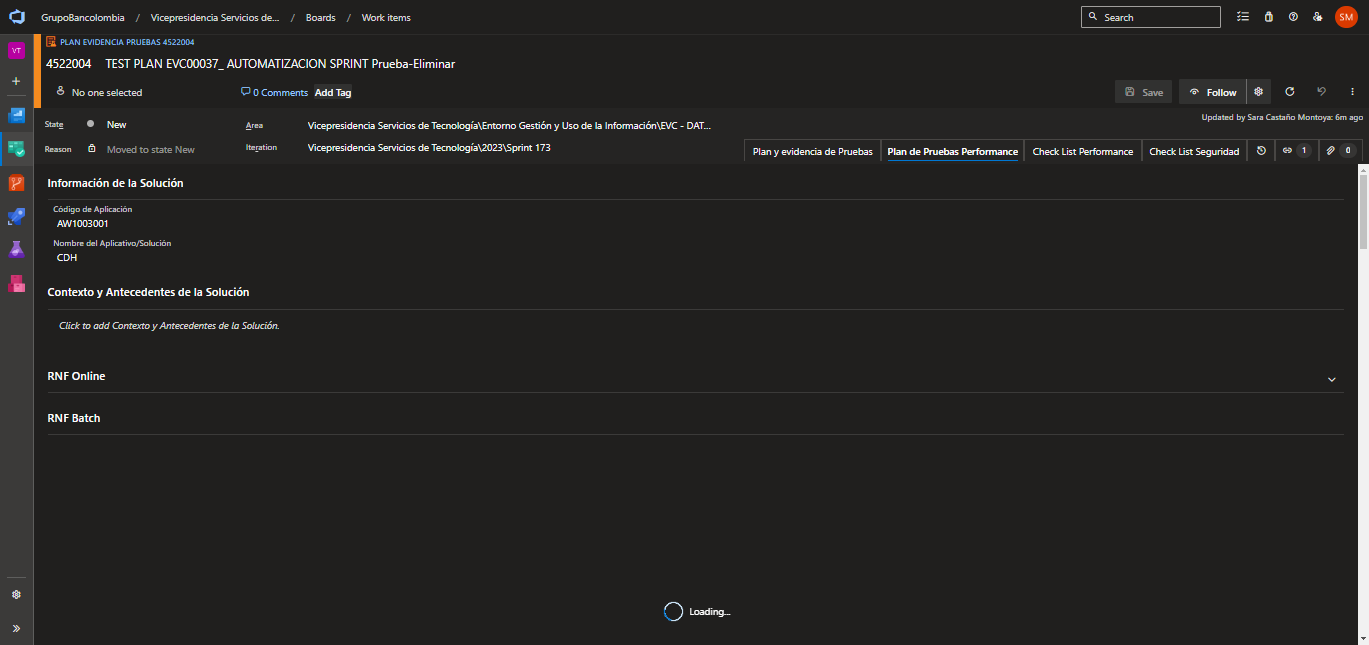 GrupoBancolombia / Vicepresidencia Servicios de... / Boards / Work items
Search
SM
VT
PLAN EVIDENCIA PRUEBAS 4522004
4522004 TEST PLAN EVC00037_ AUTOMATIZACION SPRINT Prueba-Eliminar
No one selected
0 Comments
Add Tag
Save
Follow
Updated by Sara Castaño Montoya: 6m ago
State
New
Area
Vicepresidencia Servicios de Tecnología\Entorno Gestión y Uso de la Información\EVC - DAT...
Reason
Moved to state New
Iteration
Vicepresidencia Servicios de Tecnología\2023\Sprint 173
Plan y evidencia de Pruebas
Plan de Pruebas Performance
Check List Performance
Check List Seguridad
1
0
Información de la Solución
Código de Aplicación
AW1003001
Nombre del Aplicativo/Solución
CDH
Contexto y Antecedentes de la Solución
Click to add Contexto y Antecedentes de la Solución.
RNF Online
RNF Batch
Loading...